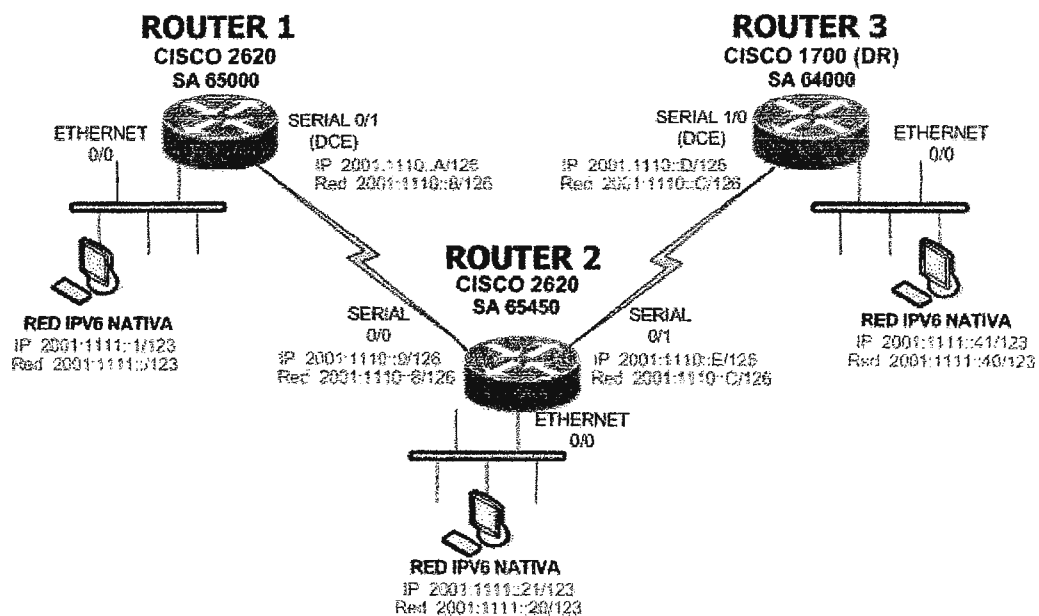 ROUTER 1
CISCO 2620
SA 65000
ETHERNET
0/0
SERIAL 0/1
(DCE)
IP 2001:1110::A/126
Red 2001:1110::8/126
RED IPV6 NATIVA
IP 2001:1111::1/123
Red 2001:1111::/123
ROUTER 3
CISCO 1700 (DR)
SA 64000
SERIAL 1/0
(DCE)
IP 2001:1110::D/126
Red 2001:1110::C/126
ETHERNET
0/0
RED IPV6 NATIVA
IP 2001:1111::41/123
Red 2001:1111::40/123
ROUTER 2
CISCO 2620
SA 65450
SERIAL
0/0
IP 2001:1110::9/126
Red 2001:1110::8/126
SERIAL
0/1
IP 2001:1110::E/126
Red 2001:1110::C/126
ETHERNET
0/0
RED IPV6 NATIVA
IP 2001:1111::21/123
Red 2001:1111::20/123